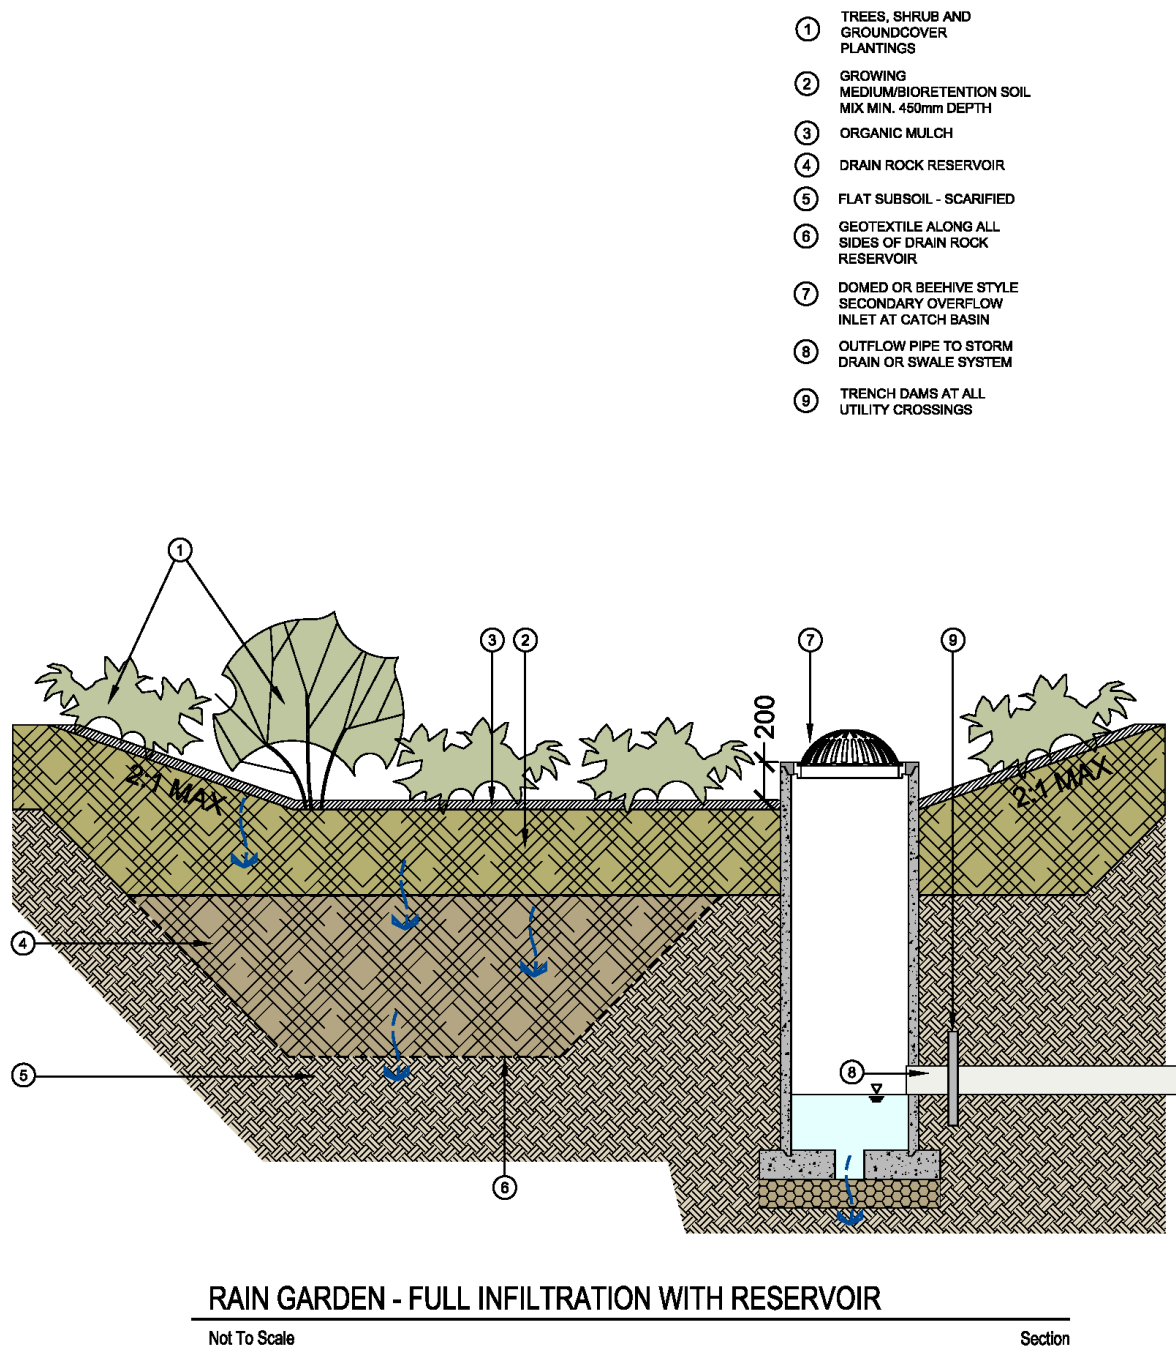 1 TREES, SHRUB AND
GROUNDCOVER
PLANTINGS
2 GROWING
MEDIUM/BIORETENTION SOIL
MIX MIN. 450mm DEPTH
3 ORGANIC MULCH
4 DRAIN ROCK RESERVOIR
5 FLAT SUBSOIL - SCARIFIED
6 GEOTEXTILE ALONG ALL
SIDES OF DRAIN ROCK
RESERVOIR
7 DOMED OR BEEHIVE STYLE
SECONDARY OVERFLOW
INLET AT CATCH BASIN
8 OUTFLOW PIPE TO STORM
DRAIN OR SWALE SYSTEM
9 TRENCH DAMS AT ALL
UTILITY CROSSINGS
1
3 2 7 9
200
2:1 MAX 2:1 MAX
4
8
5
6
RAIN GARDEN - FULL INFILTRATION WITH RESERVOIR
Not To Scale Section